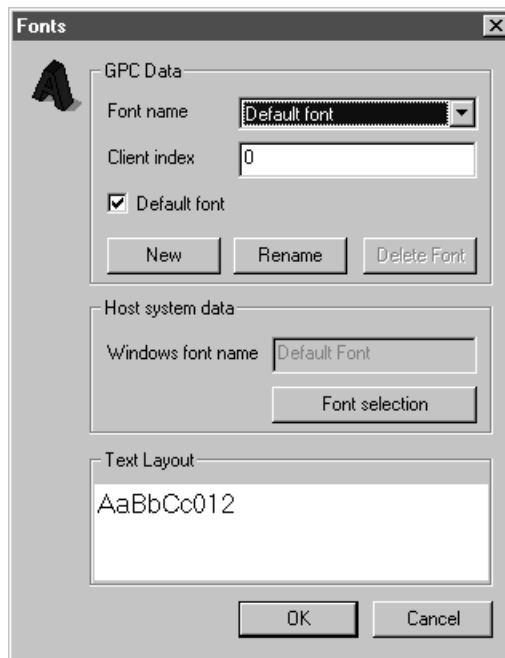 Fonts
GPC Data
Font name Default font
Client index 0
Default font
New Rename Delete Font
Host system data
Windows font name Default Font
Font selection
Text Layout
AaBbCc012
OK Cancel